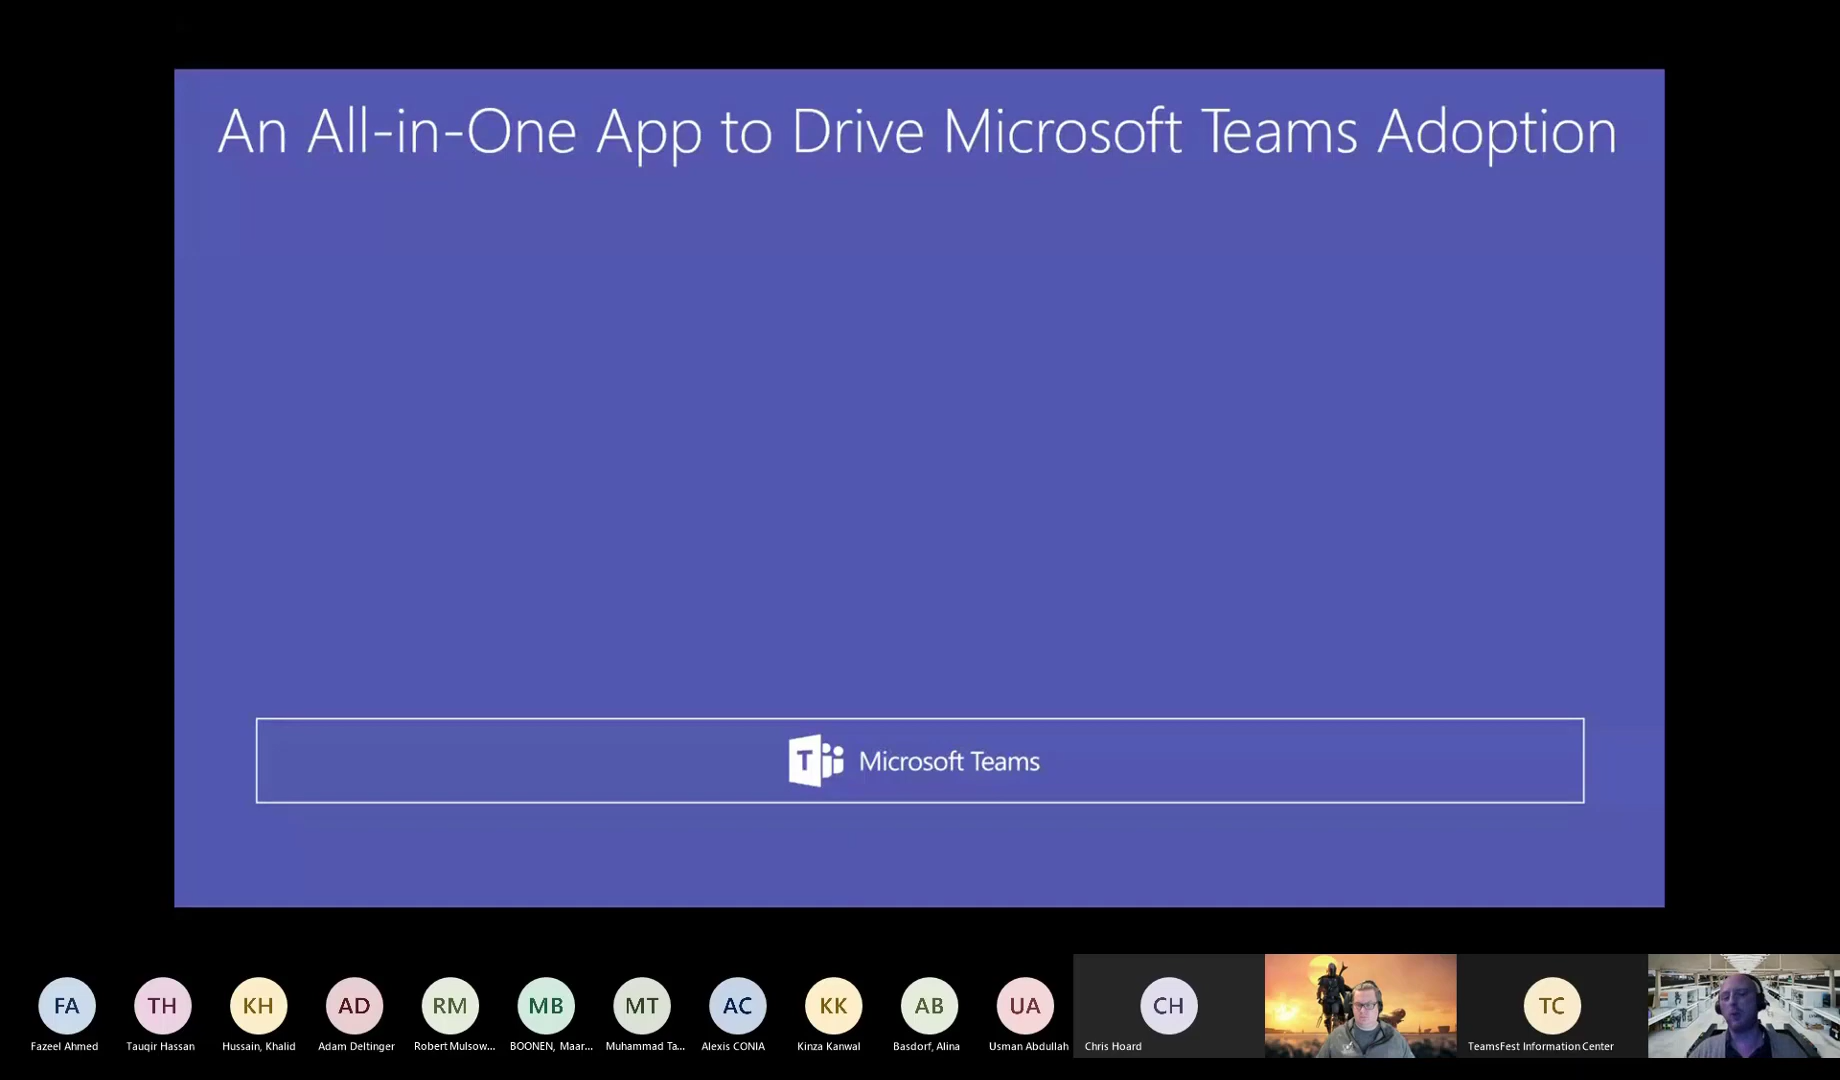 An All-in-One App to Drive Microsoft Teams Adoption
T Microsoft Teams
FA TH KH AD RM MB MT AC KK AB UA CH TC
Fazeel Ahmed Tauqir Hassan Hussain, Khalid Adam Deltinger Robert Mulsow... BOONEN, Maar... Muhammad Ta... Alexis CONIA Kinza Kanwal Basdorf, Alina Usman Abdullah Chris Hoard TeamsFest Information Center